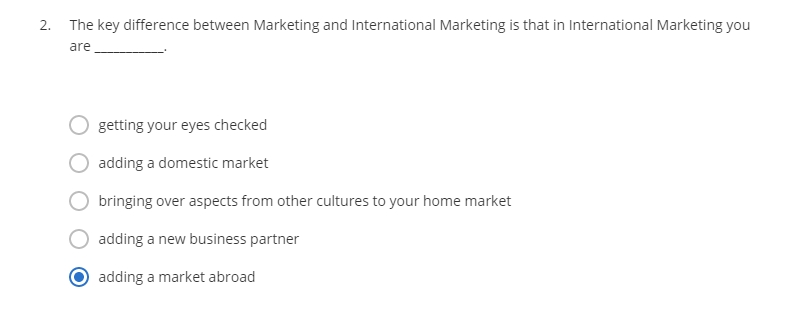 2. The key difference between Marketing and International Marketing is that in International Marketing you
are ___________.
getting your eyes checked
adding a domestic market
bringing over aspects from other cultures to your home market
adding a new business partner
adding a market abroad